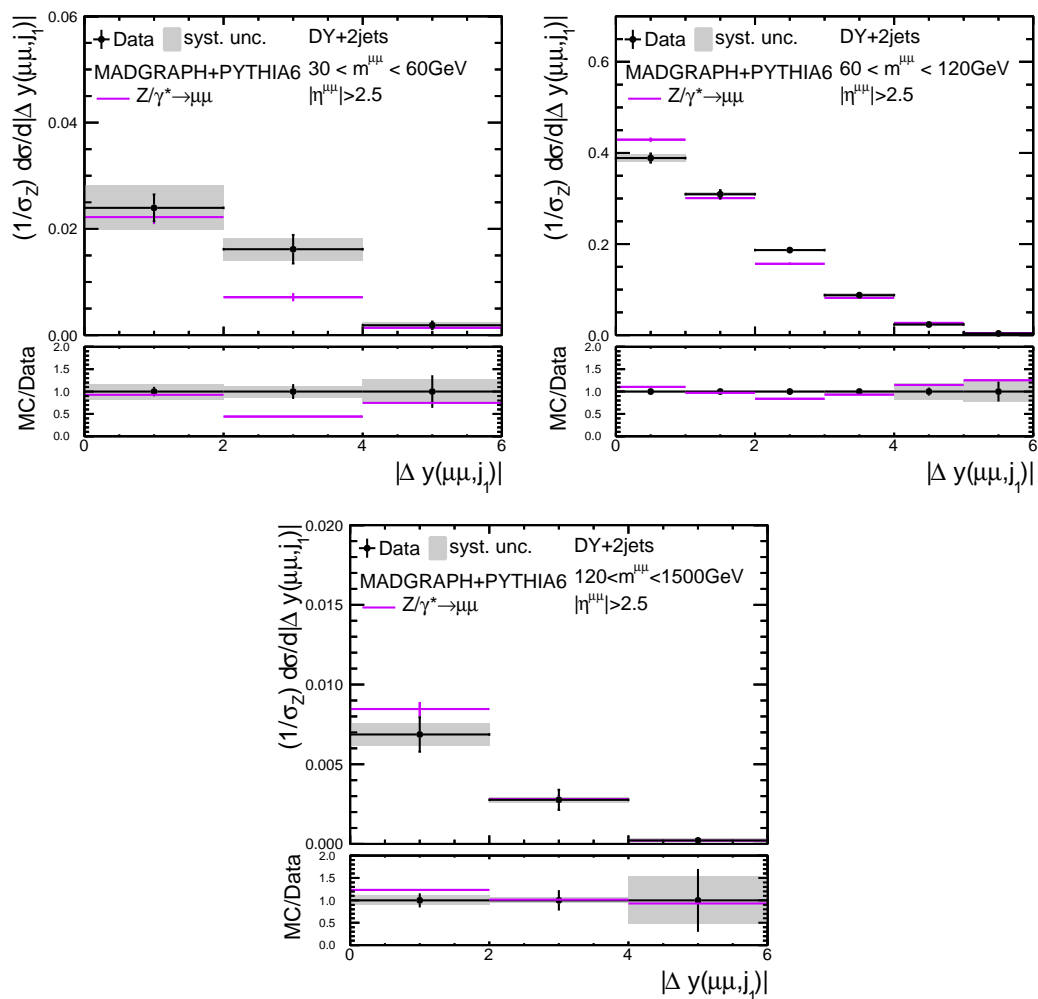 (1/σ_Z) dσ/d|Δ y(μμ,j_1)|
0.06
0.04
0.02
0.00
Data syst. unc. DY+2jets
MADGRAPH+PYTHIA6 30 < m^μμ < 60GeV
Z/γ*→μμ |η^μμ|>2.5
MC/Data
2.0
1.5
1.0
0.5
0.0
0 2 4 6
|Δ y(μμ,j_1)|
(1/σ_Z) dσ/d|Δ y(μμ,j_1)|
0.6
0.4
0.2
0.0
Data syst. unc. DY+2jets
MADGRAPH+PYTHIA6 60 < m^μμ < 120GeV
Z/γ*→μμ |η^μμ|>2.5
MC/Data
2.0
1.5
1.0
0.5
0.0
0 2 4 6
|Δ y(μμ,j_1)|
(1/σ_Z) dσ/d|Δ y(μμ,j_1)|
0.020
0.015
0.010
0.005
0.000
Data syst. unc. DY+2jets
MADGRAPH+PYTHIA6 120<m^μμ<1500GeV
Z/γ*→μμ |η^μμ|>2.5
MC/Data
2.0
1.5
1.0
0.5
0.0
0 2 4 6
|Δ y(μμ,j_1)|